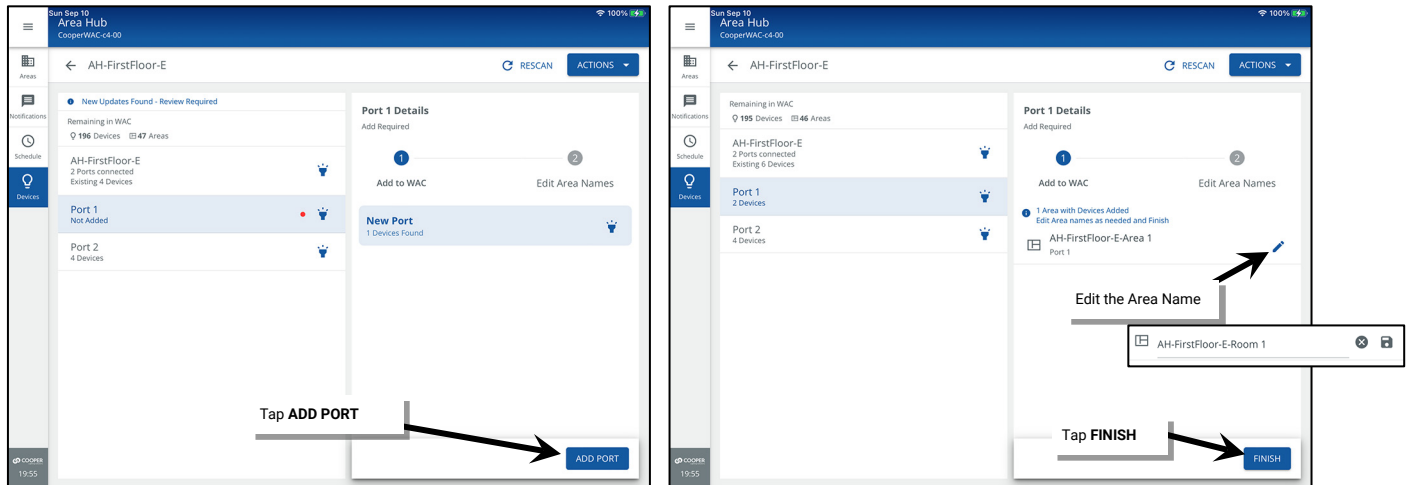 Sun Sep 10
100%
Area Hub
CooperWAC-c4-00
Areas
Notifications
Schedule
Devices
COOPER
19:55
AH-FirstFloor-E
RESCAN
ACTIONS
New Updates Found - Review Required
Remaining in WAC
196 Devices 47 Areas
AH-FirstFloor-E
2 Ports connected
Existing 4 Devices
Port 1
Not Added
Port 2
4 Devices
Port 1 Details
Add Required
1
2
Add to WAC
Edit Area Names
New Port
1 Devices Found
Tap ADD PORT
ADD PORT
Sun Sep 10
100%
Area Hub
CooperWAC-c4-00
Areas
Notifications
Schedule
Devices
COOPER
19:55
AH-FirstFloor-E
RESCAN
ACTIONS
Remaining in WAC
195 Devices 46 Areas
AH-FirstFloor-E
2 Ports connected
Existing 6 Devices
Port 1
2 Devices
Port 2
4 Devices
Port 1 Details
Add Required
1
2
Add to WAC
Edit Area Names
1 Area with Devices Added
Edit Area names as needed and Finish
AH-FirstFloor-E-Area 1
Port 1
Edit the Area Name
AH-FirstFloor-E-Room 1
Tap FINISH
FINISH